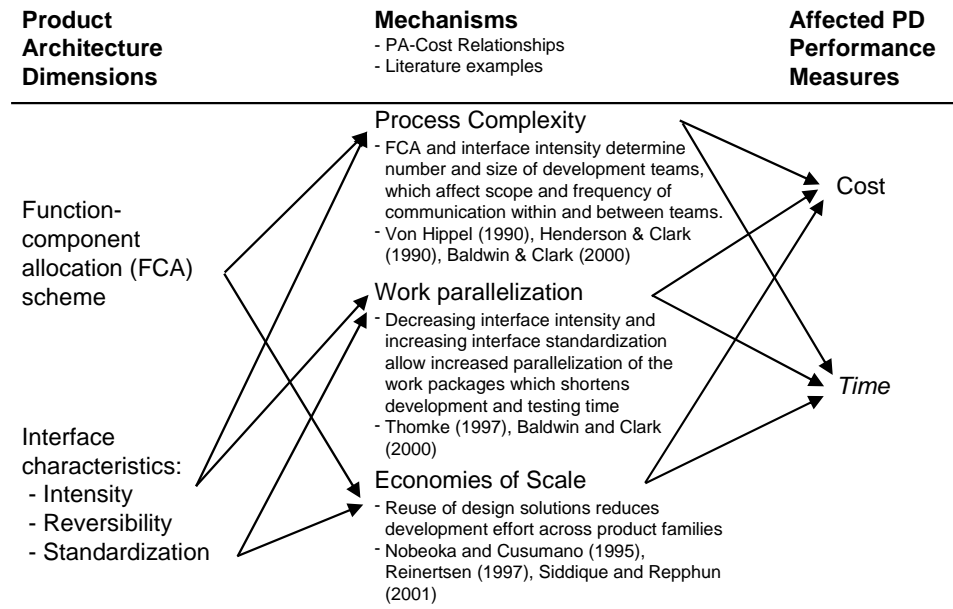 Product
Architecture
Dimensions
Mechanisms
- PA-Cost Relationships
- Literature examples
Affected PD
Performance
Measures
Function-
component
allocation (FCA)
scheme
Interface
characteristics:
- Intensity
- Reversibility
- Standardization
Process Complexity
- FCA and interface intensity determine
number and size of development teams,
which affect scope and frequency of
communication within and between teams.
- Von Hippel (1990), Henderson & Clark
(1990), Baldwin & Clark (2000)
Work parallelization
- Decreasing interface intensity and
increasing interface standardization
allow increased parallelization of the
work packages which shortens
development and testing time
- Thomke (1997), Baldwin and Clark
(2000)
Economies of Scale
- Reuse of design solutions reduces
development effort across product families
- Nobeoka and Cusumano (1995),
Reinertsen (1997), Siddique and Repphun
(2001)
Cost
Time